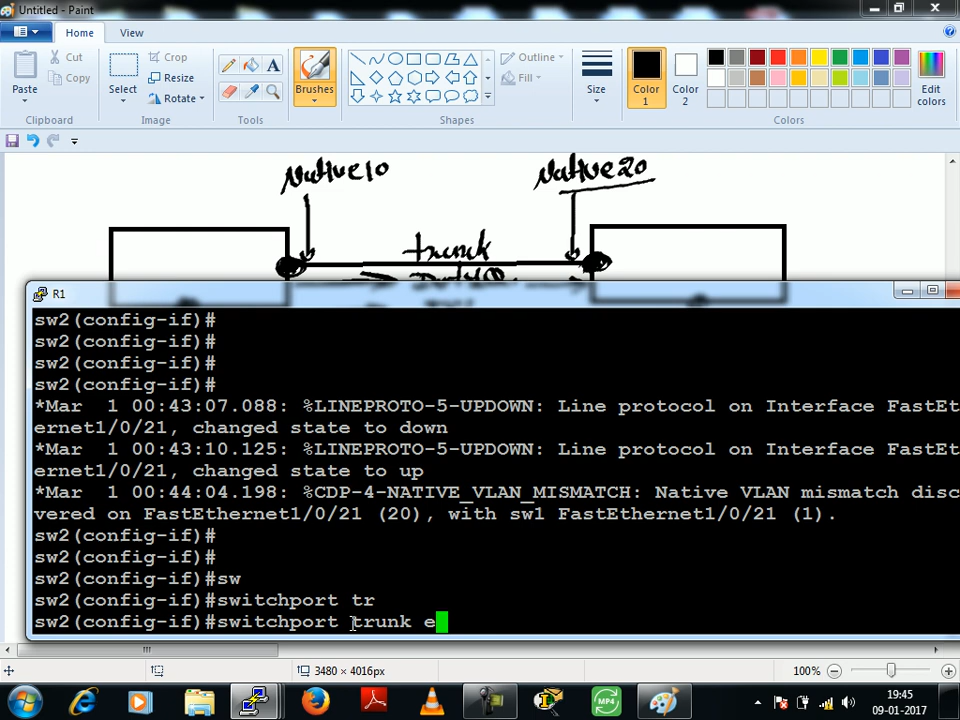 Untitled - Paint
Home View
Cut
Copy
Paste
Crop
Resize
Rotate
Select
A
Brushes
Outline
Fill
Size
Color 1
Color 2
Edit colors
Clipboard
Image
Tools
Shapes
Colors
Native10
Native20
trunk
R1
sw2(config-if)#
sw2(config-if)#
sw2(config-if)#
sw2(config-if)#
*Mar  1 00:43:07.088: %LINEPROTO-5-UPDOWN: Line protocol on Interface FastEt
ernet1/0/21, changed state to down
*Mar  1 00:43:10.125: %LINEPROTO-5-UPDOWN: Line protocol on Interface FastEt
ernet1/0/21, changed state to up
*Mar  1 00:44:04.198: %CDP-4-NATIVE_VLAN_MISMATCH: Native VLAN mismatch disc
vered on FastEthernet1/0/21 (20), with sw1 FastEthernet1/0/21 (1).
sw2(config-if)#
sw2(config-if)#
sw2(config-if)#sw
sw2(config-if)#switchport tr
sw2(config-if)#switchport trunk e
3480 × 4016px
100%
MP4
19:45
09-01-2017